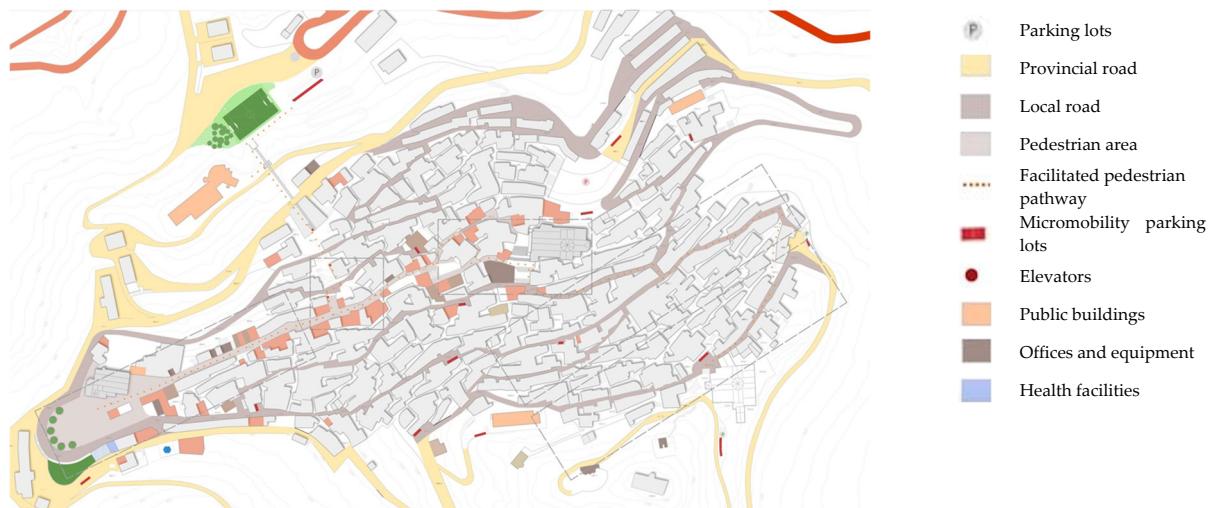 P
Parking lots
Provincial road
Local road
Pedestrian area
Facilitated pedestrian
pathway
Micromobility parking
lots
Elevators
Public buildings
Offices and equipment
Health facilities
P
P